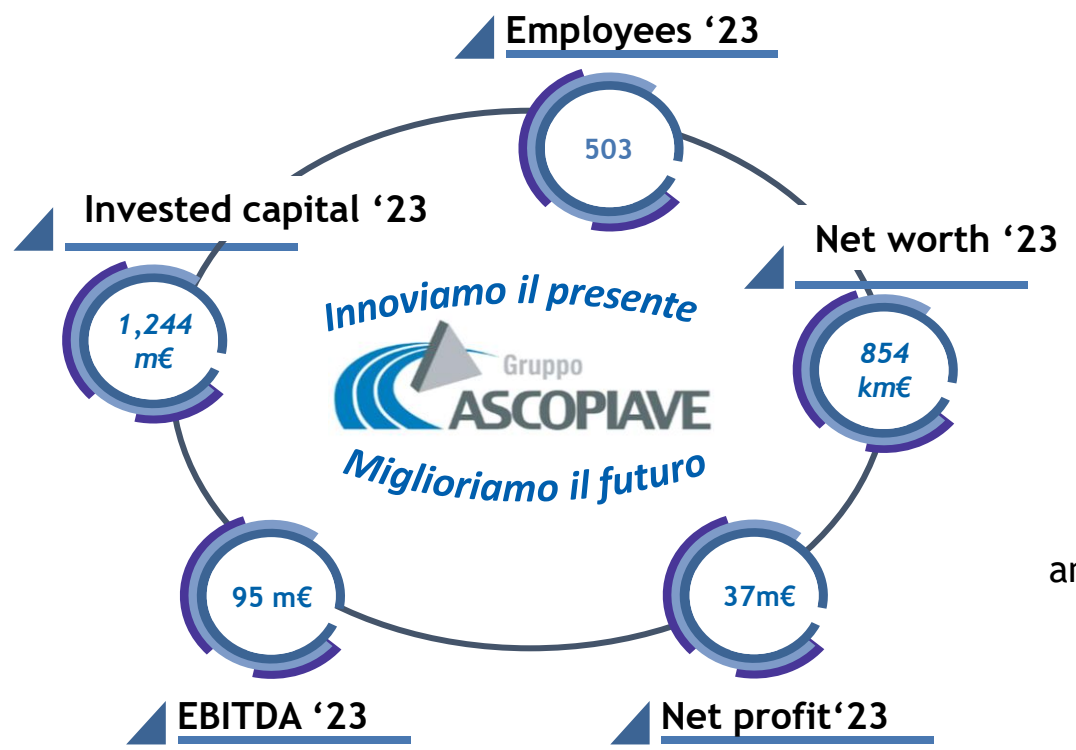 Employees ‘23
503
Invested capital ‘23
1,244
m€
Net worth ‘23
854
km€
Innoviamo il presente
Gruppo
ASCOPIAVE
Miglioriamo il futuro
95 m€
37m€
ar
EBITDA ‘23
Net profit‘23